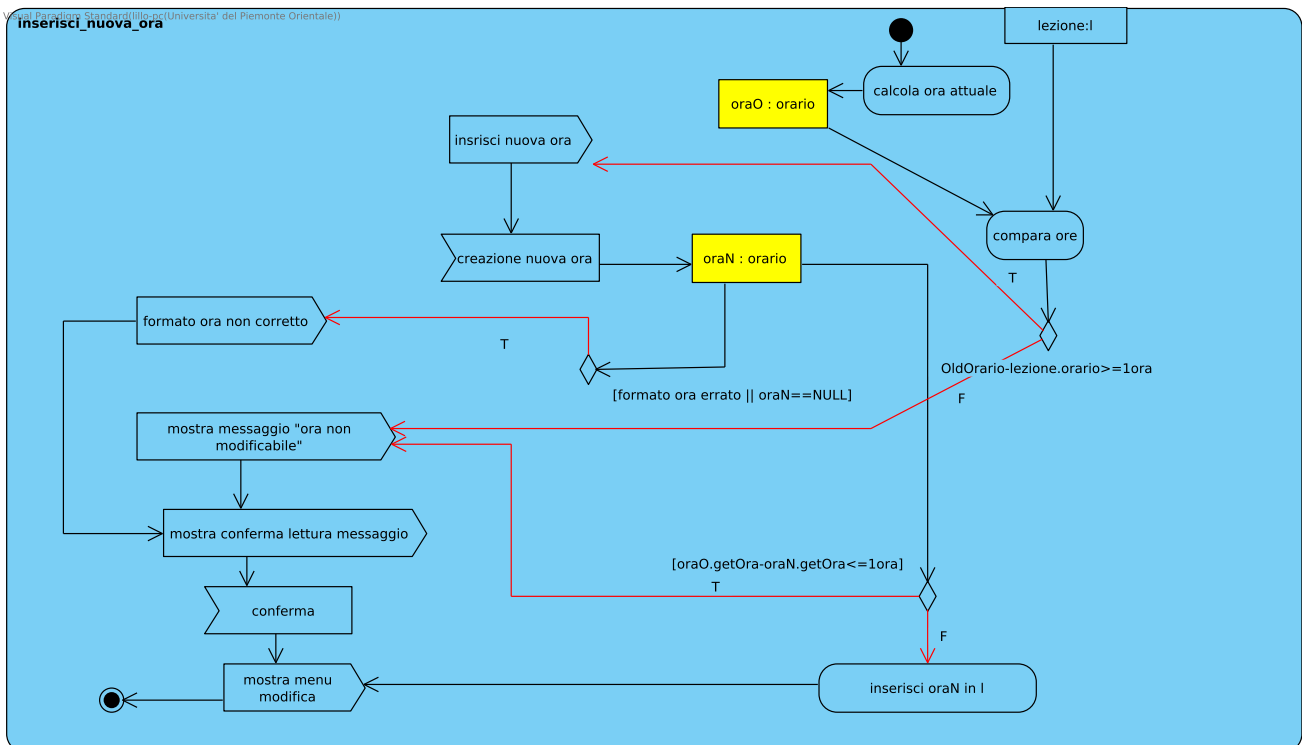 Visual Paradigm Standard(lillo-pc(Universita' del Piemonte Orientale))
inserisci_nuova_ora
lezione:l
calcola ora attuale
oraO : orario
insrisci nuova ora
compara ore
creazione nuova ora
oraN : orario
T
formato ora non corretto
T
OldOrario-lezione.orario>=1ora
[formato ora errato || oraN==NULL]
F
mostra messaggio "ora non
modificabile"
mostra conferma lettura messaggio
[oraO.getOra-oraN.getOra<=1ora]
T
conferma
F
mostra menu
modifica
inserisci oraN in l